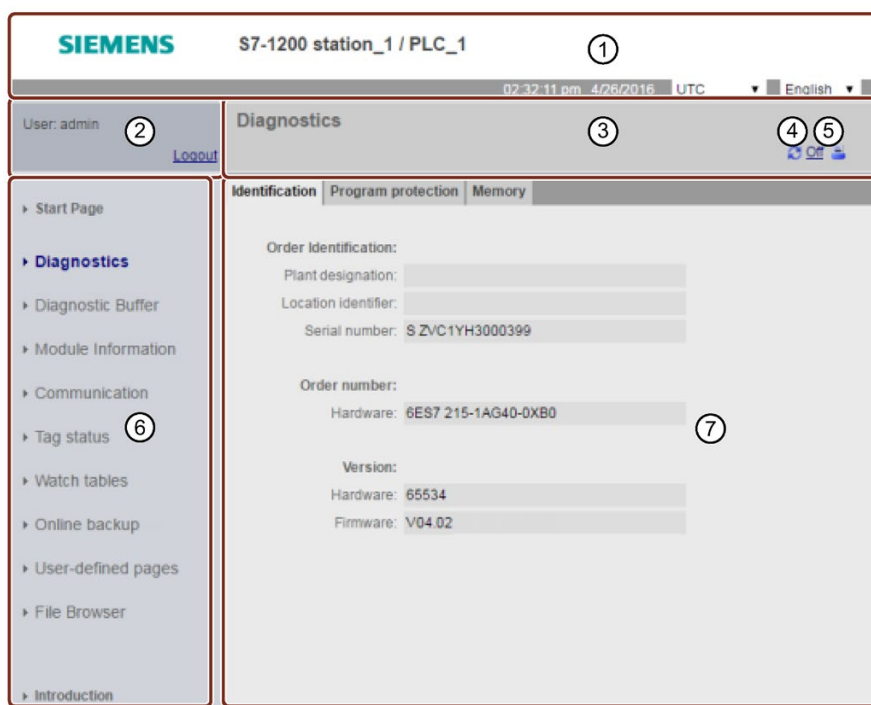 SIEMENS
S7-1200 station_1 / PLC_1
1
02:32:11 pm 4/26/2016 UTC English
User: admin
2
Logout
Diagnostics
3
4
5
Off
Identification Program protection Memory
Start Page
Diagnostics
Diagnostic Buffer
Module Information
Communication
Tag status
6
Watch tables
Online backup
User-defined pages
File Browser
Introduction
Order Identification:
Plant designation:
Location identifier:
Serial number: S ZVC1YH3000399
Order number:
Hardware: 6ES7 215-1AG40-0XB0
7
Version:
Hardware: 65534
Firmware: V04.02